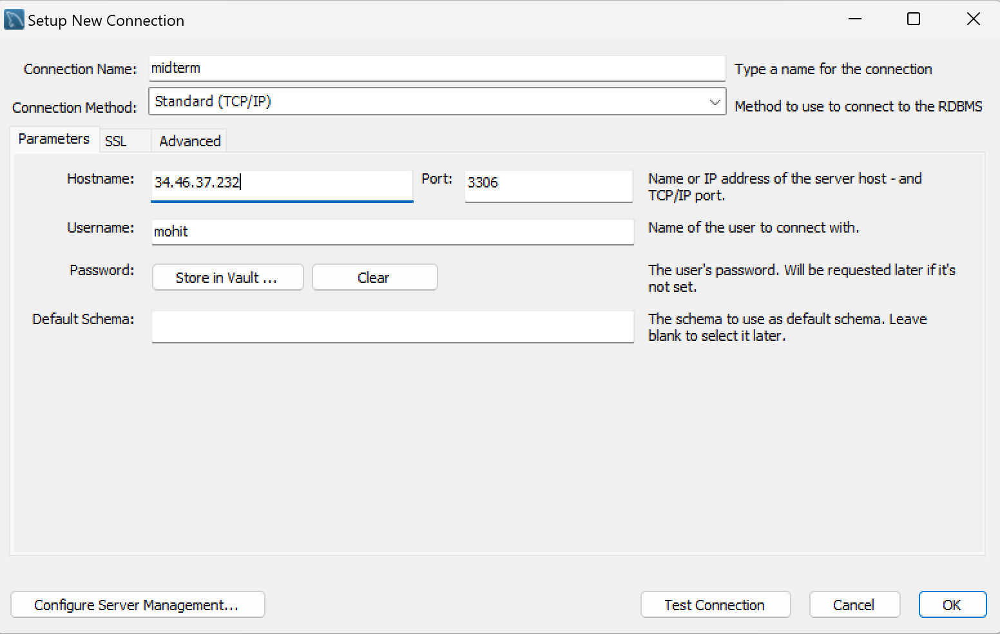 Setup New Connection
Connection Name: midterm Type a name for the connection
Connection Method: Standard (TCP/IP) Method to use to connect to the RDBMS
Parameters SSL Advanced
Hostname: 34.46.37.232 Port: 3306 Name or IP address of the server host - and
TCP/IP port.
Username: mohit Name of the user to connect with.
Password: Store in Vault ... Clear The user's password. Will be requested later if it's
not set.
Default Schema: The schema to use as default schema. Leave
blank to select it later.
Configure Server Management... Test Connection Cancel OK